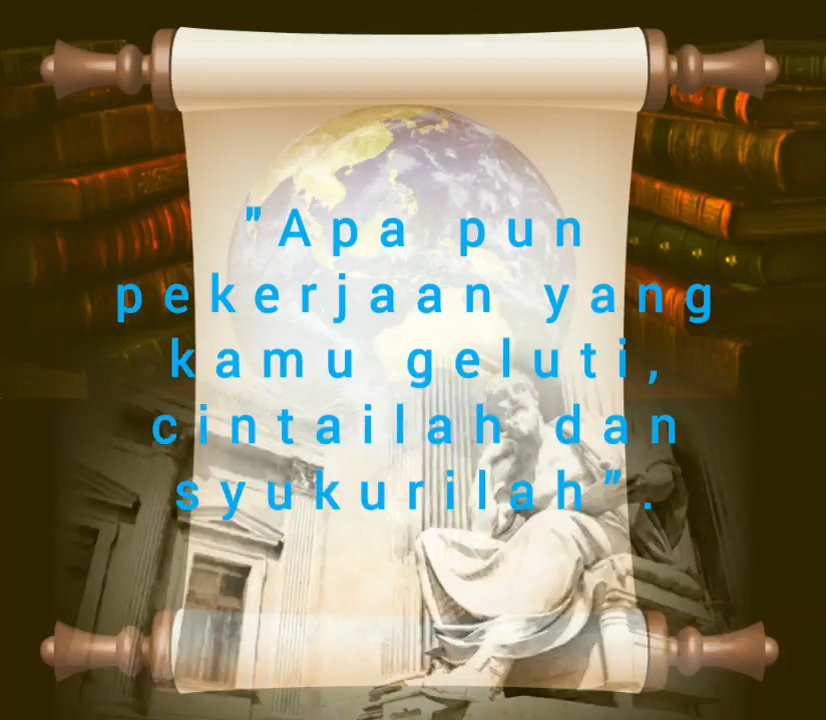 "Apa pun
pekerjaan yang
kamu geluti,
cintailah dan
syukurilah".